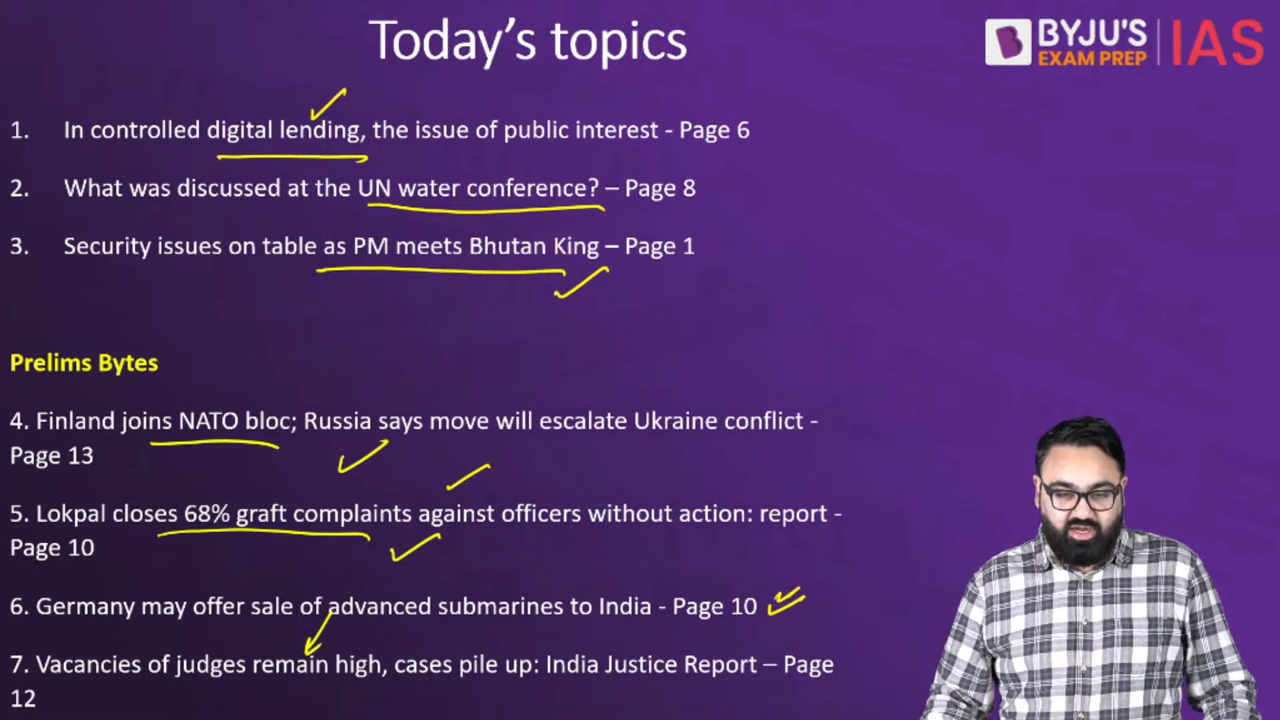 Today's topics
BYJU'S
EXAM PREP
IAS
1. In controlled digital lending, the issue of public interest - Page 6
2. What was discussed at the UN water conference? – Page 8
3. Security issues on table as PM meets Bhutan King – Page 1
Prelims Bytes
4. Finland joins NATO bloc; Russia says move will escalate Ukraine conflict -
Page 13
5. Lokpal closes 68% graft complaints against officers without action: report -
Page 10
6. Germany may offer sale of advanced submarines to India - Page 10
7. Vacancies of judges remain high, cases pile up: India Justice Report – Page
12